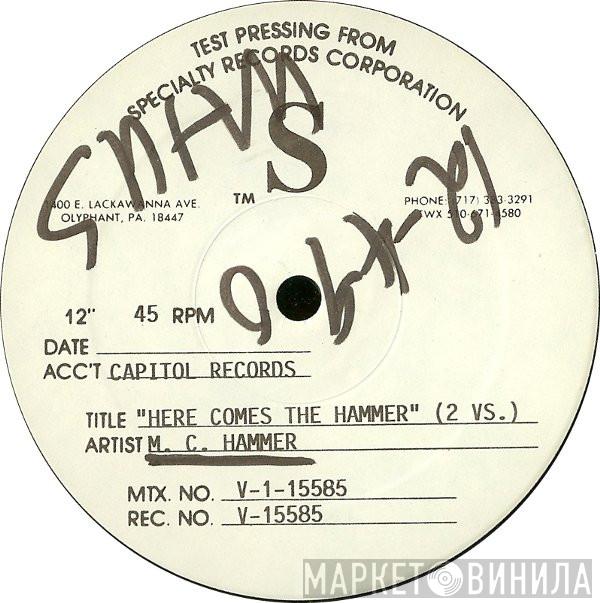 TEST PRESSING FROM
SPECIALTY RECORDS CORPORATION
S
TM
1400 E. LACKAWANNA AVE.
OLYPHANT, PA. 18447
PHONE: (717) 383-3291
TWX 510-671-4580
12" 45 RPM
DATE
ACC'T CAPITOL RECORDS
TITLE "HERE COMES THE HAMMER" (2 VS.)
ARTIST M. C. HAMMER
MTX. NO. V-1-15585
REC. NO. V-15585
МАРКЕТ ВИНИЛА